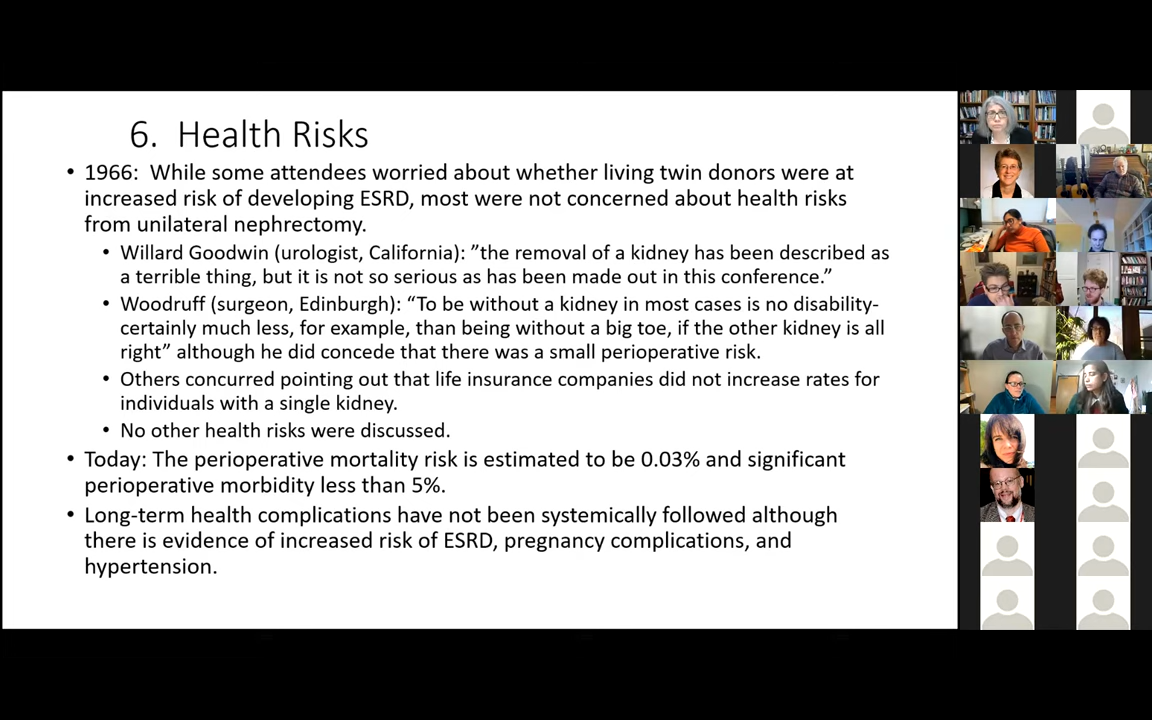 6. Health Risks
• 1966: While some attendees worried about whether living twin donors were at
increased risk of developing ESRD, most were not concerned about health risks
from unilateral nephrectomy.
• Willard Goodwin (urologist, California): ”the removal of a kidney has been described as
a terrible thing, but it is not so serious as has been made out in this conference.”
• Woodruff (surgeon, Edinburgh): “To be without a kidney in most cases is no disability-
certainly much less, for example, than being without a big toe, if the other kidney is all
right” although he did concede that there was a small perioperative risk.
• Others concurred pointing out that life insurance companies did not increase rates for
individuals with a single kidney.
• No other health risks were discussed.
• Today: The perioperative mortality risk is estimated to be 0.03% and significant
perioperative morbidity less than 5%.
• Long-term health complications have not been systemically followed although
there is evidence of increased risk of ESRD, pregnancy complications, and
hypertension.